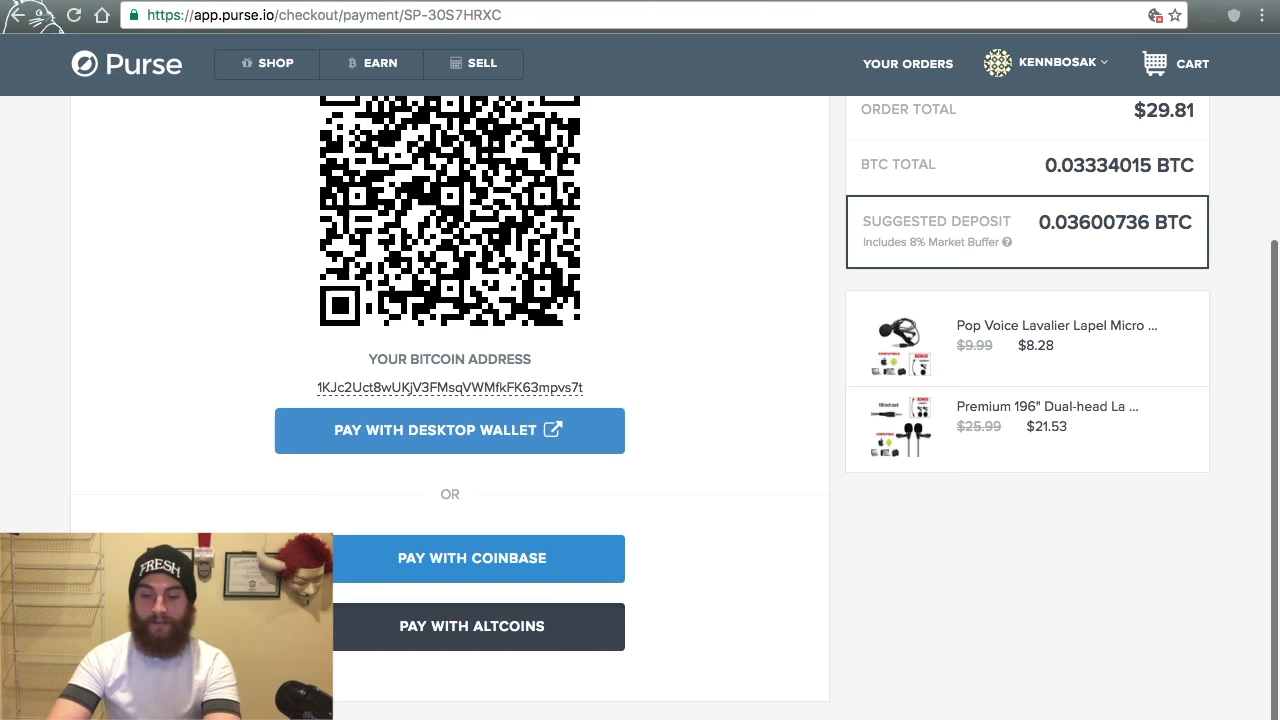 https://app.purse.io/checkout/payment/SP-30S7HRXC
Purse
SHOP
EARN
SELL
YOUR ORDERS
KENNBOSAK
CART
ORDER TOTAL
$29.81
BTC TOTAL
0.03334015 BTC
SUGGESTED DEPOSIT
0.03600736 BTC
Includes 8% Market Buffer
YOUR BITCOIN ADDRESS
1KJc2Uct8wUKjV3FMsqVWMfkFK63mpvs7t
PAY WITH DESKTOP WALLET
OR
PAY WITH COINBASE
PAY WITH ALTCOINS
Pop Voice Lavalier Lapel Micro ...
$9.99 $8.28
Premium 196" Dual-head La ...
$25.99 $21.53
FRESH